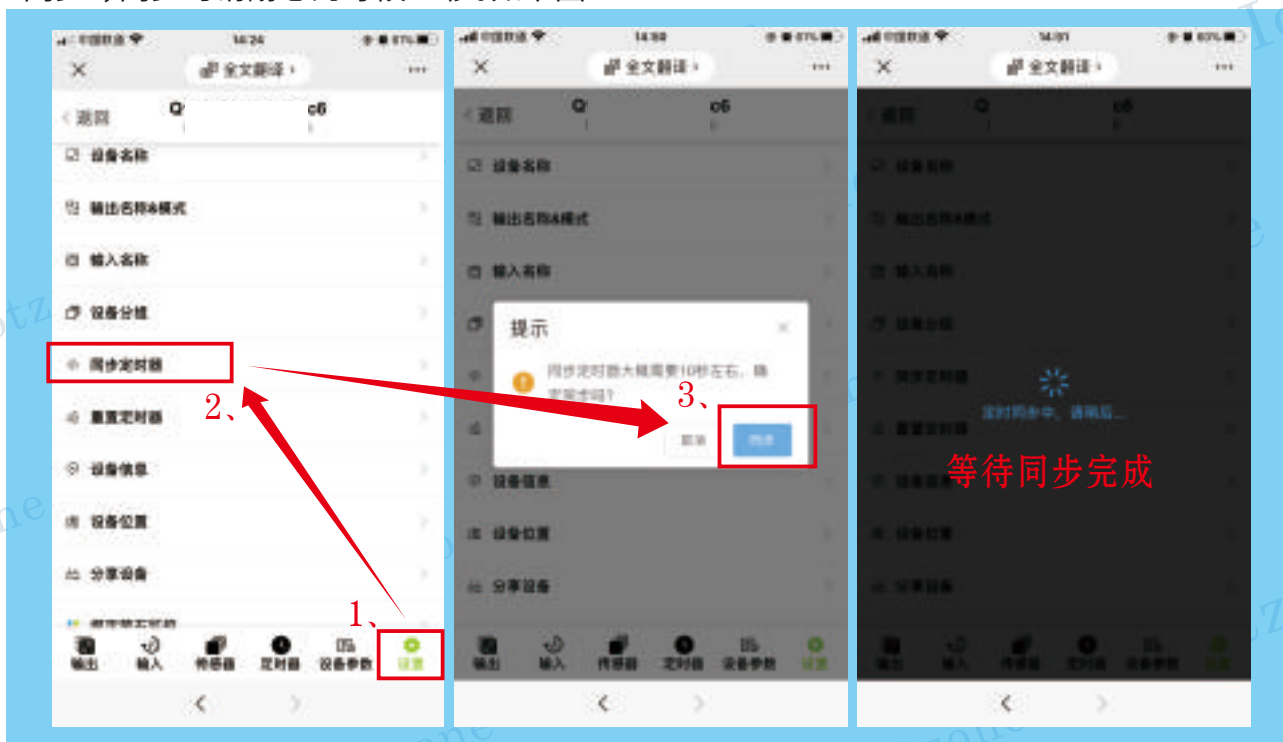 中国联通 14:24 87%
全文翻译
返回 Q c6
设备名称
输出名称&模式
输入名称
设备分组
同步定时器
2、
重置定时器
设备信息
设备位置
分享设备
1、
输出 输入 传感器 定时器 设备参数 设置
全文翻译
返回 Q c6
设备名称
输出名称&模式
输入名称
提示
同步定时器大概需要10秒左右，确
定同步吗?
3、
取消 同步
设备信息
设备位置
分享设备
输出 输入 传感器 定时器 设备参数 设置
全文翻译
返回 c6
设备名称
输出名称&模式
输入名称
设备分组
同步定时器
定时同步中，请稍后...
重置定时器
等待同步完成
设备位置
分享设备
输出 输入 传感器 定时器 设备参数 设置